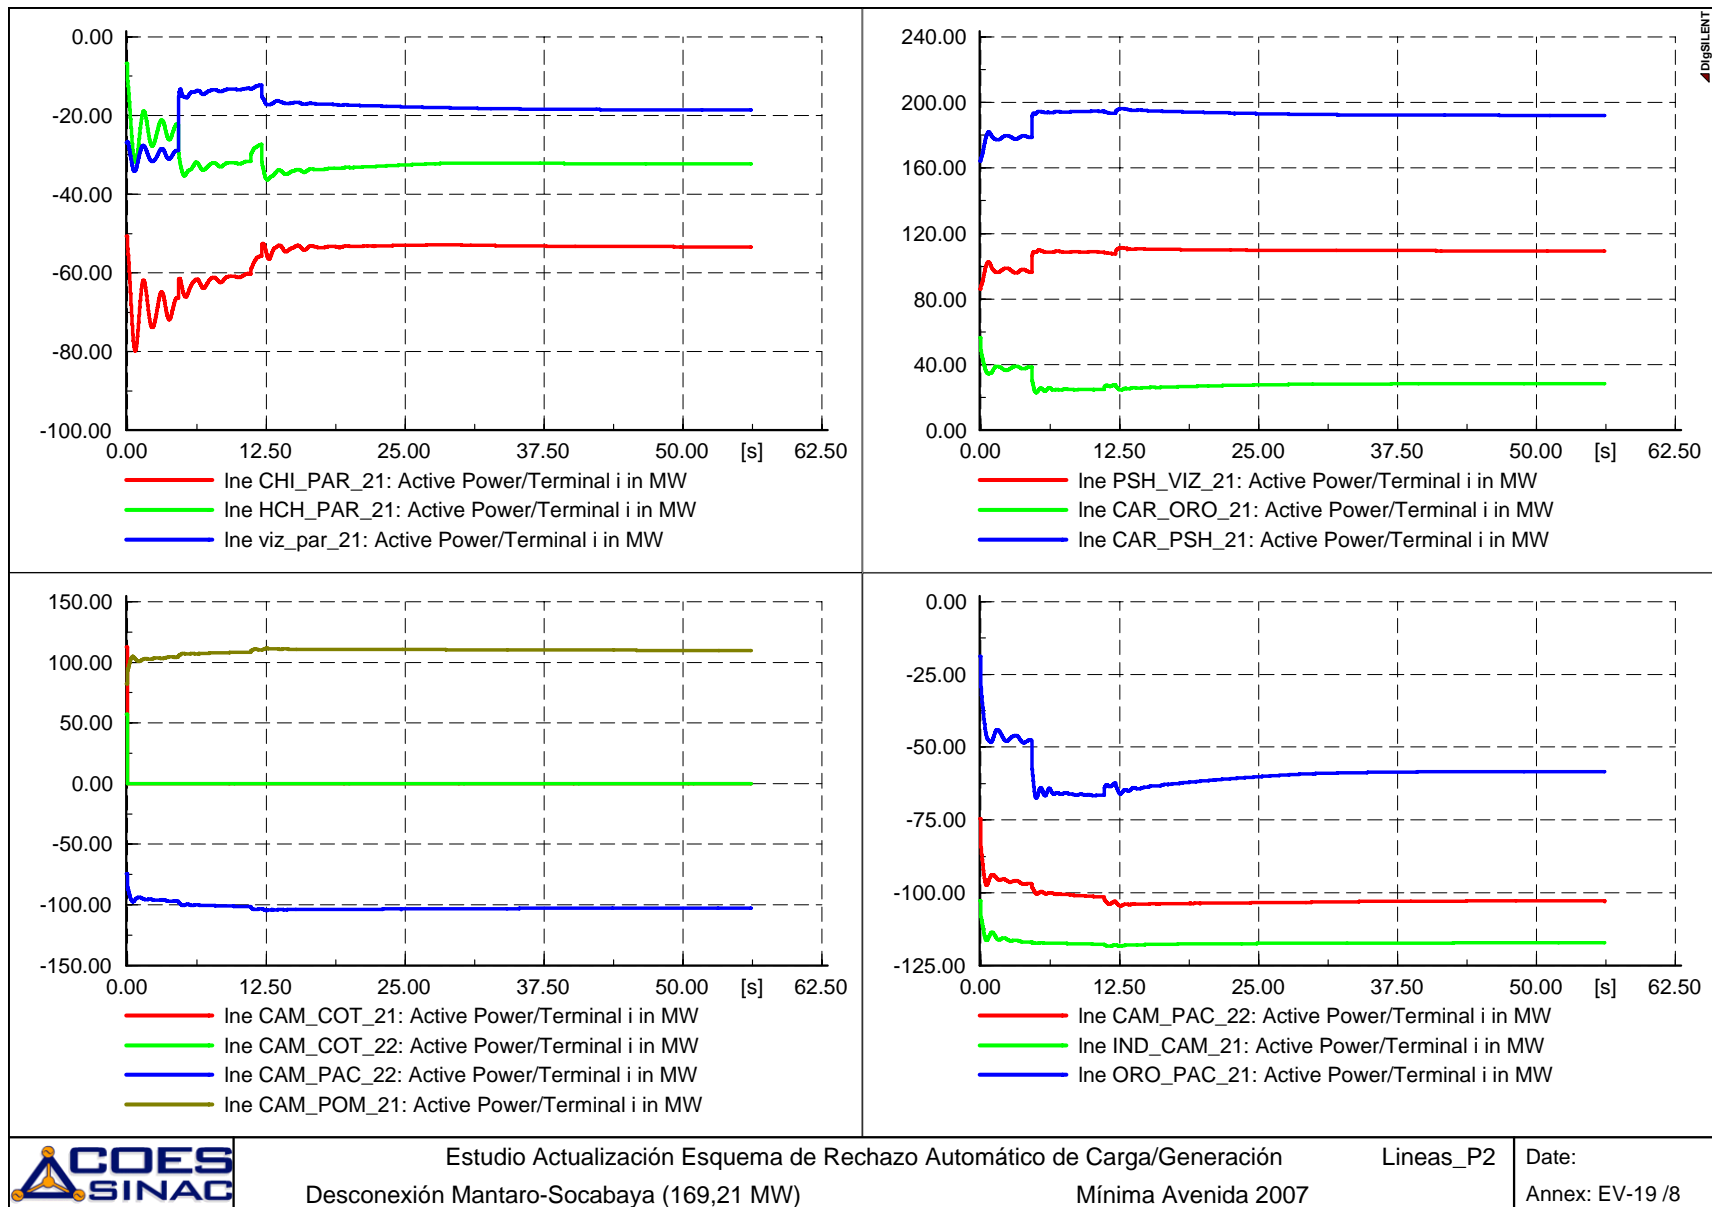 0.00
-20.00
-40.00
-60.00
-80.00
-100.00
0.00 12.50 25.00 37.50 50.00 [s] 62.50
lne CHI_PAR_21: Active Power/Terminal i in MW
lne HCH_PAR_21: Active Power/Terminal i in MW
lne viz_par_21: Active Power/Terminal i in MW
240.00
200.00
160.00
120.00
80.00
40.00
0.00
0.00 12.50 25.00 37.50 50.00 [s] 62.50
lne PSH_VIZ_21: Active Power/Terminal i in MW
lne CAR_ORO_21: Active Power/Terminal i in MW
lne CAR_PSH_21: Active Power/Terminal i in MW
DIgSILENT
150.00
100.00
50.00
0.00
-50.00
-100.00
-150.00
0.00 12.50 25.00 37.50 50.00 [s] 62.50
lne CAM_COT_21: Active Power/Terminal i in MW
lne CAM_COT_22: Active Power/Terminal i in MW
lne CAM_PAC_22: Active Power/Terminal i in MW
lne CAM_POM_21: Active Power/Terminal i in MW
0.00
-25.00
-50.00
-75.00
-100.00
-125.00
0.00 12.50 25.00 37.50 50.00 [s] 62.50
lne CAM_PAC_22: Active Power/Terminal i in MW
lne IND_CAM_21: Active Power/Terminal i in MW
lne ORO_PAC_21: Active Power/Terminal i in MW
COES
SINAC
Estudio Actualización Esquema de Rechazo Automático de Carga/Generación Lineas_P2
Desconexión Mantaro-Socabaya (169,21 MW) Mínima Avenida 2007
Date:
Annex: EV-19 /8